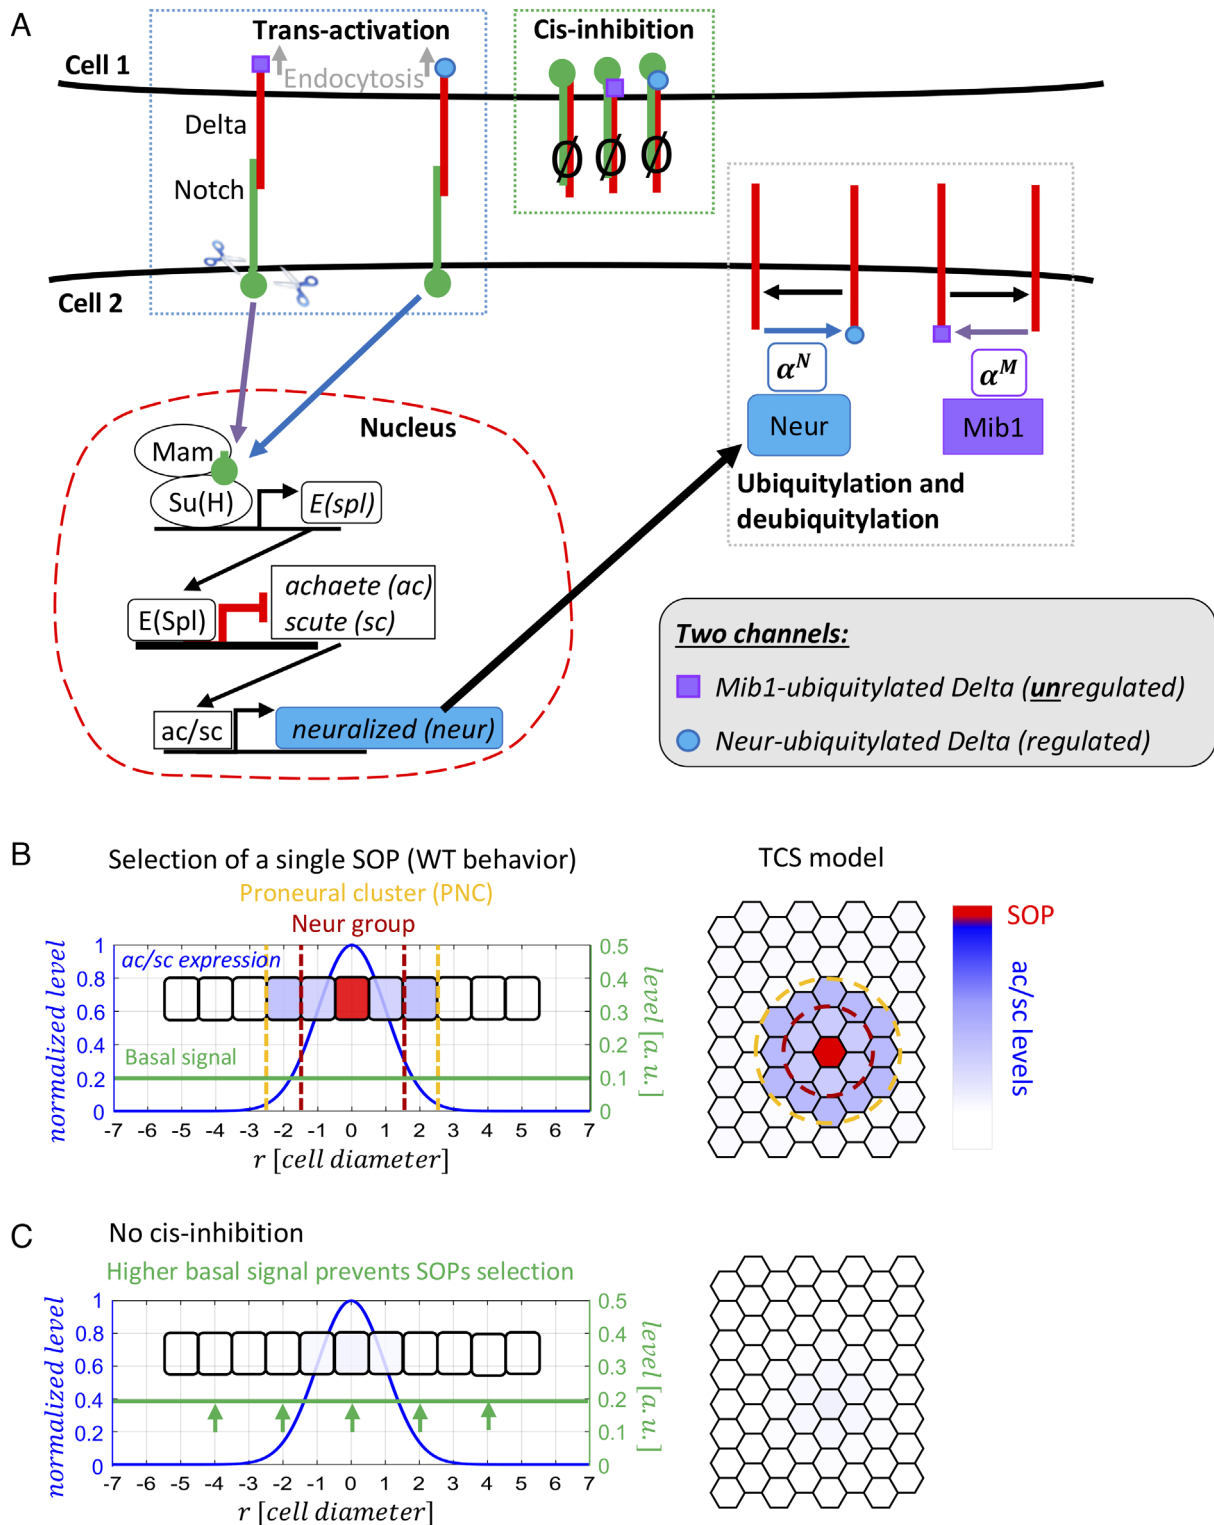 A
Trans-activation
Cis-inhibition
Cell 1
Endocytosis
Delta
Notch
Ø Ø Ø
Cell 2
α^N
α^M
Neur
Mib1
Nucleus
Mam
Su(H)
E(spl)
Ubiquitylation and
deubiquitylation
achaete (ac)
scute (sc)
E(Spl)
ac/sc
neuralized (neur)
Two channels:
Mib1-ubiquitylated Delta (unregulated)
Neur-ubiquitylated Delta (regulated)
B
Selection of a single SOP (WT behavior)
TCS model
Proneural cluster (PNC)
Neur group
ac/sc expression
Basal signal
normalized level
1
0.8
0.6
0.4
0.2
0
0.5
0.4
0.3
0.2
0.1
0
level [a.u.]
-7 -6 -5 -4 -3 -2 -1 0 1 2 3 4 5 6 7
r [cell diameter]
SOP
ac/sc levels
C
No cis-inhibition
Higher basal signal prevents SOPs selection
normalized level
1
0.8
0.6
0.4
0.2
0
0.5
0.4
0.3
0.2
0.1
0
level [a.u.]
-7 -6 -5 -4 -3 -2 -1 0 1 2 3 4 5 6 7
r [cell diameter]